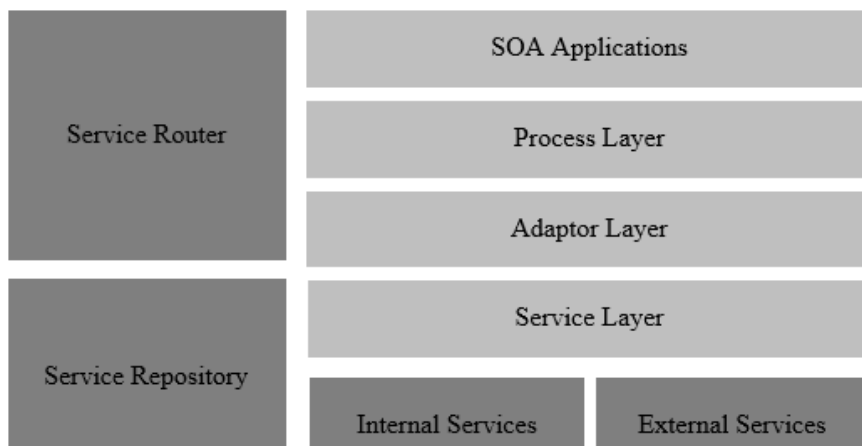 SOA Applications
Service Router
Process Layer
Adaptor Layer
Service Layer
Service Repository
Internal Services
External Services